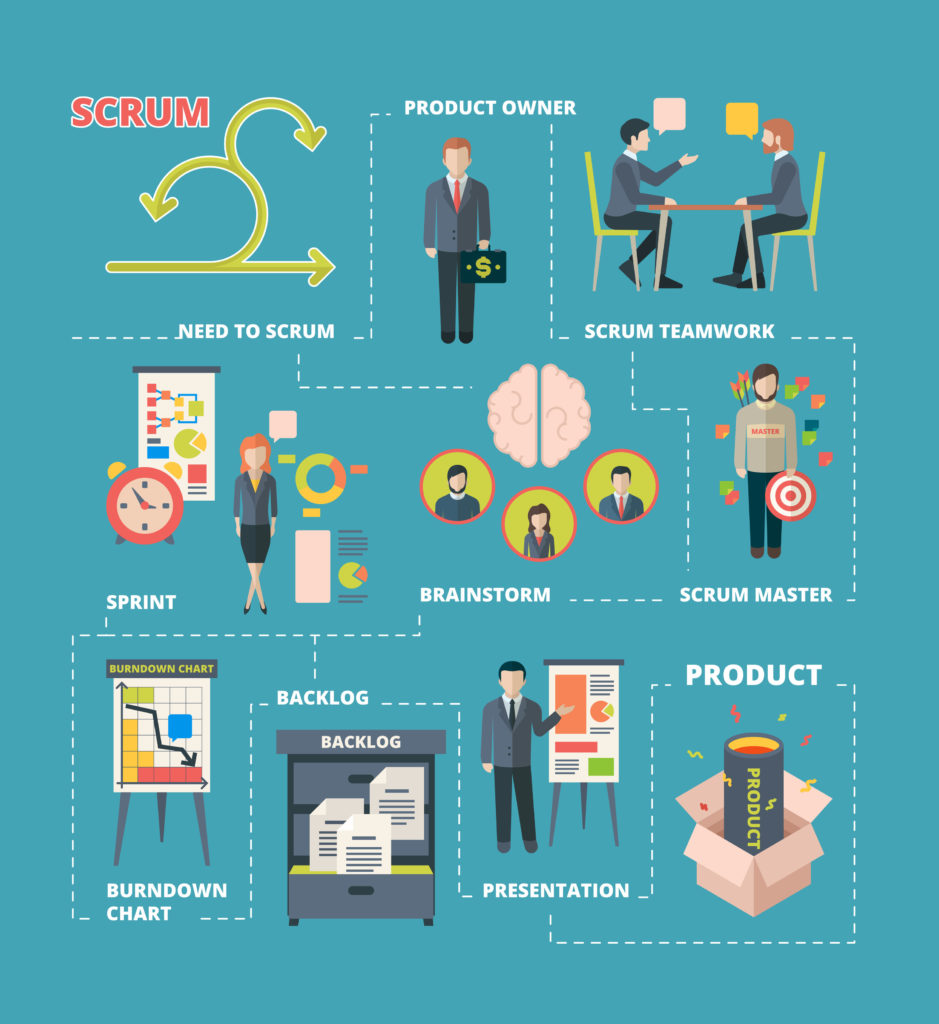 SCRUM
PRODUCT OWNER
$
NEED TO SCRUM
SCRUM TEAMWORK
MASTER
SPRINT
BRAINSTORM
SCRUM MASTER
BURNDOWN CHART
BACKLOG
BACKLOG
PRODUCT
PRODUCT
BURNDOWN
CHART
PRESENTATION